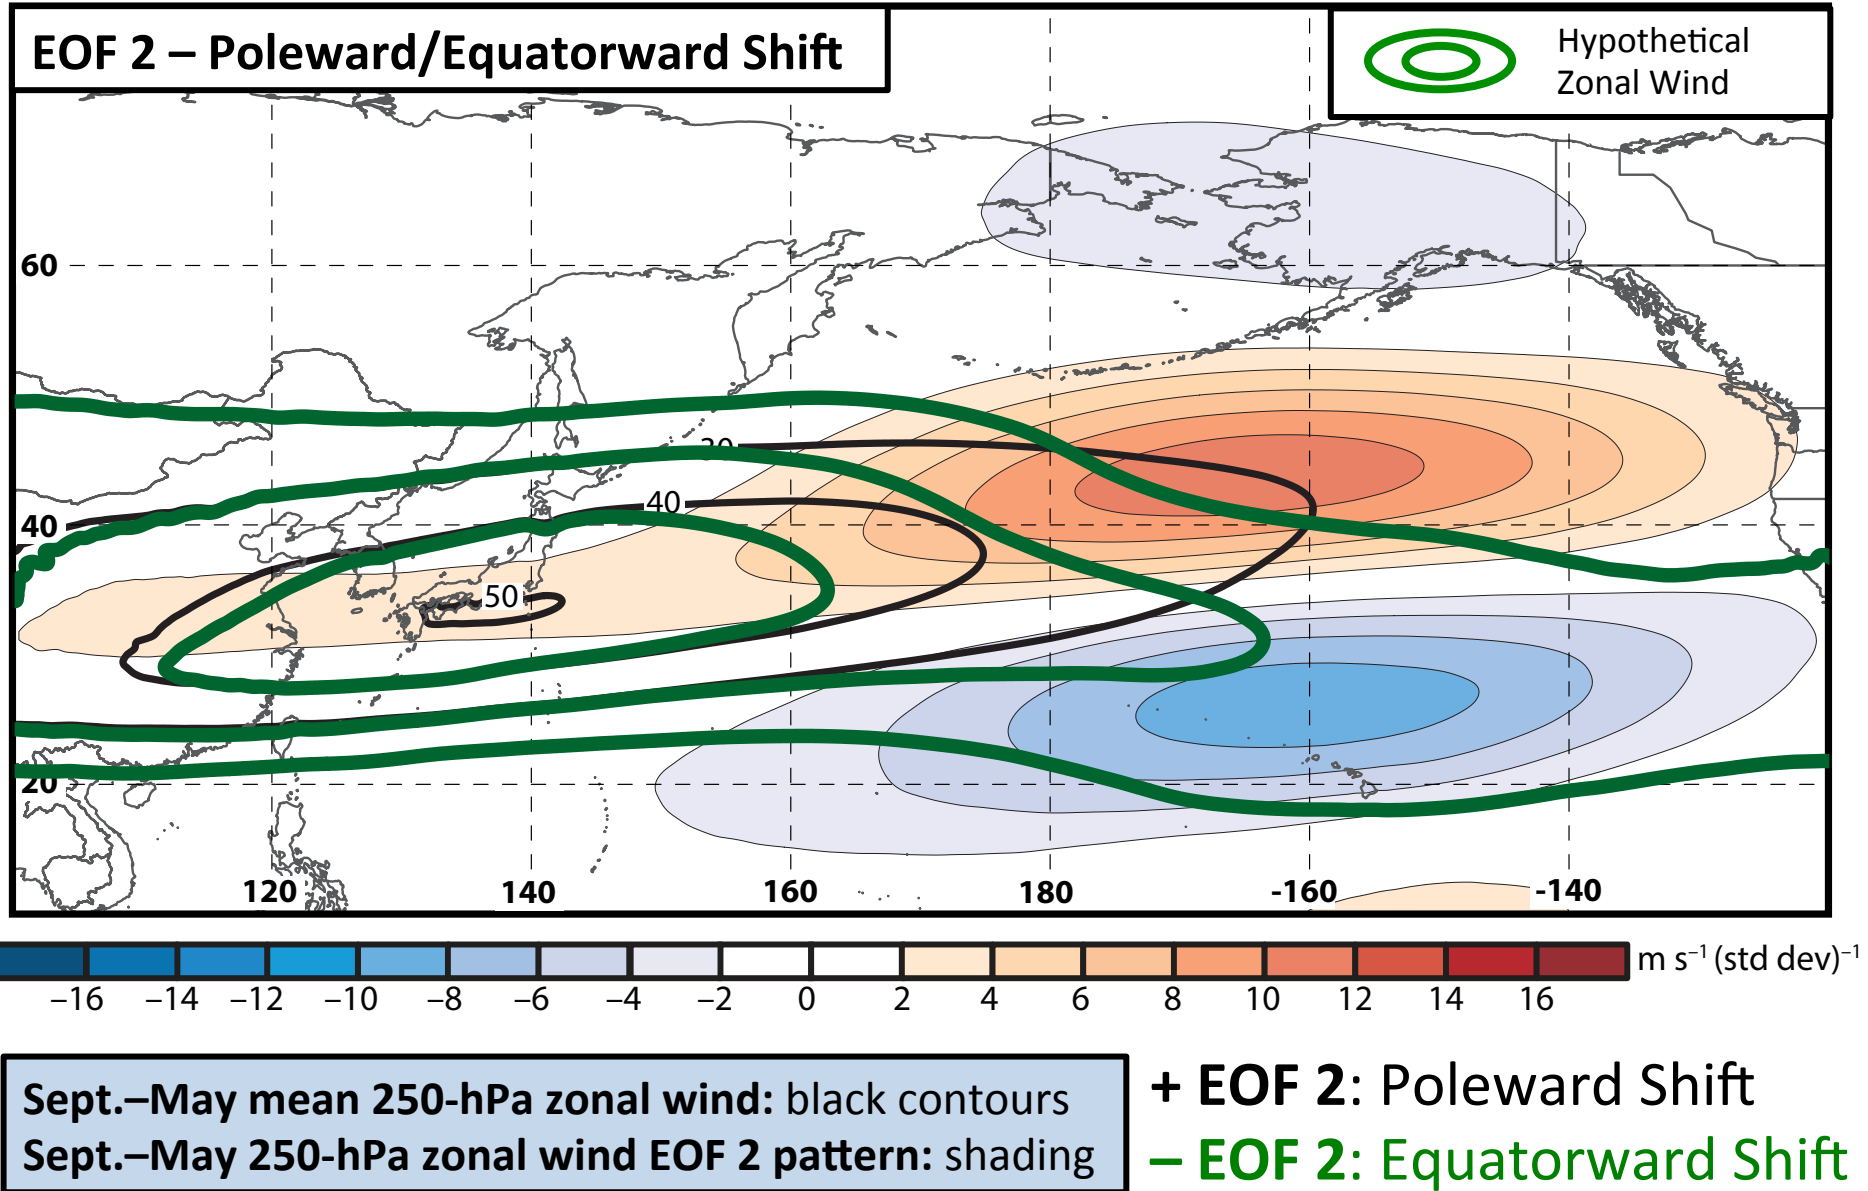 EOF 2 – Poleward/Equatorward Shift
Hypothetical
Zonal Wind
60
40
20
30
40
50
120 140 160 180 -160 -140
−16 −14 −12 −10 −8 −6 −4 −2 0 2 4 6 8 10 12 14 16 m s⁻¹ (std dev)⁻¹
Sept.–May mean 250-hPa zonal wind: black contours
Sept.–May 250-hPa zonal wind EOF 2 pattern: shading
+ EOF 2: Poleward Shift
– EOF 2: Equatorward Shift